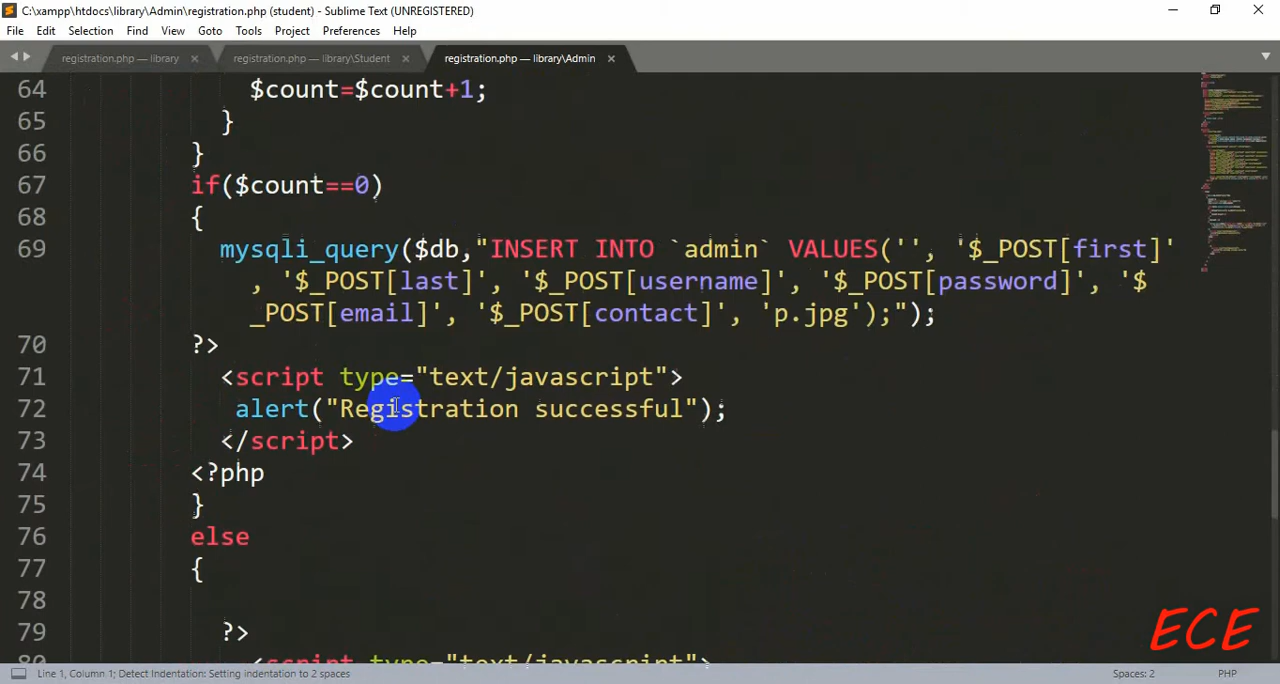 C:\xampp\htdocs\library\Admin\registration.php (student) - Sublime Text (UNREGISTERED)
File Edit Selection Find View Goto Tools Project Preferences Help
registration.php — library registration.php — library\Student registration.php — library\Admin
64 $count=$count+1;
65 }
66 }
67 if($count==0)
68 {
69 mysqli_query($db,"INSERT INTO `admin` VALUES('', '$_POST[first]'
, '$_POST[last]', '$_POST[username]', '$_POST[password]', '$
_POST[email]', '$_POST[contact]', 'p.jpg');");
70 ?>
71 <script type="text/javascript">
72 alert("Registration successful");
73 </script>
74 <?php
75 }
76 else
77 {
78
79 ?>
80 <script type="text/javascript">
ECE
Line 1, Column 1; Detect Indentation: Setting indentation to 2 spaces Spaces: 2 PHP